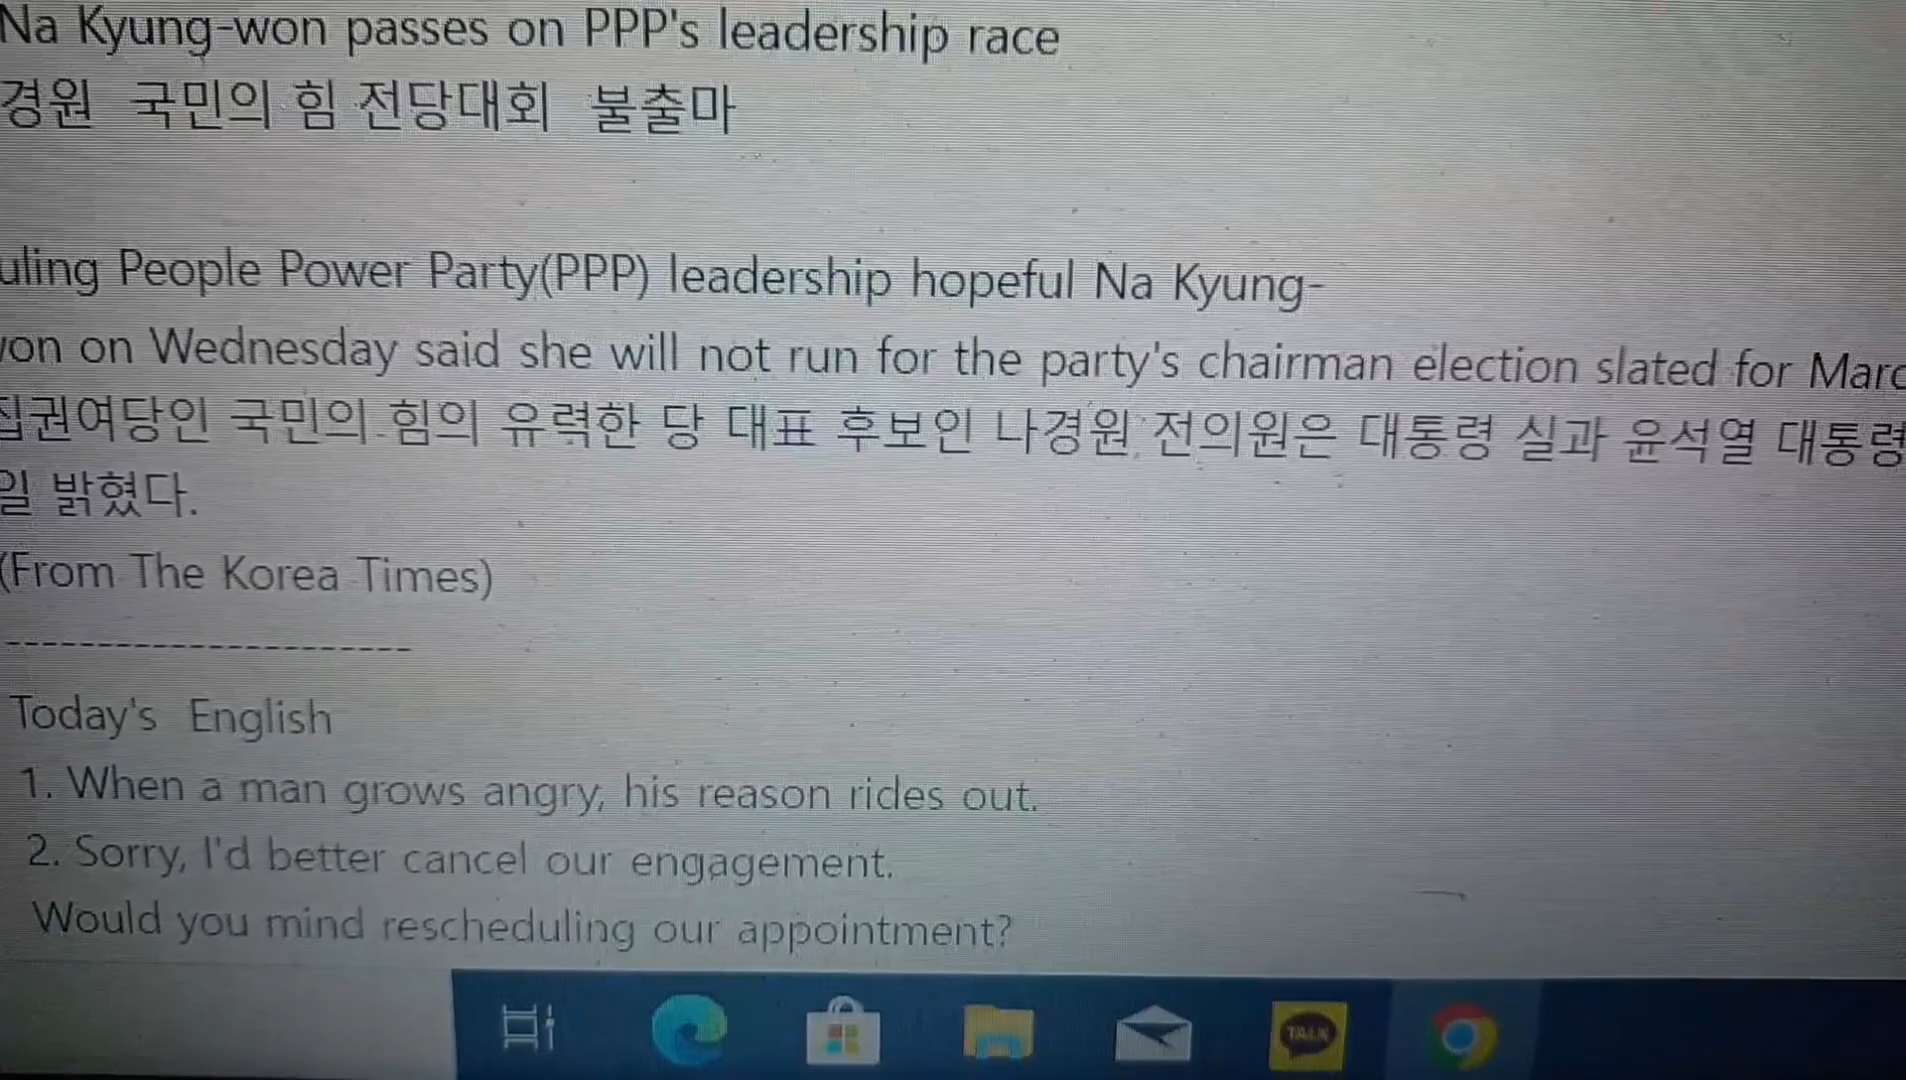 Na Kyung-won passes on PPP's leadership race
경원 국민의 힘 전당대회 불출마
uling People Power Party(PPP) leadership hopeful Na Kyung-
on on Wednesday said she will not run for the party's chairman election slated for Marc
집권여당인 국민의 힘의 유력한 당 대표 후보인 나경원 전의원은 대통령 실과 윤석열 대통령
일 밝혔다.
(From The Korea Times)
----------------------
Today's English
1. When a man grows angry, his reason rides out.
2. Sorry, I'd better cancel our engagement.
Would you mind rescheduling our appointment?
TALK